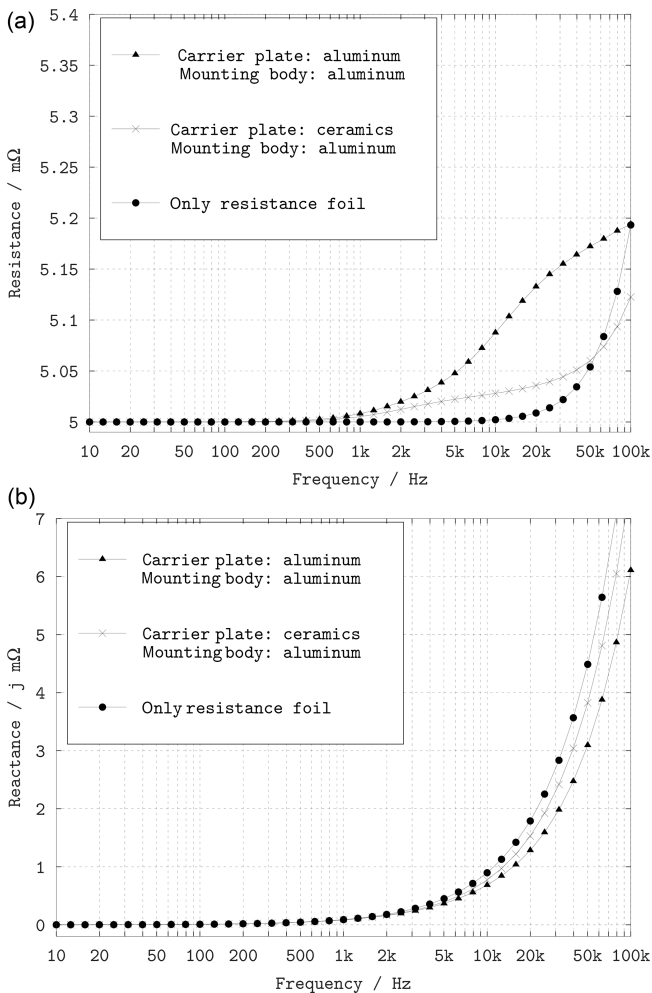 (a)
5.4
5.35
5.3
5.25
5.2
5.15
5.1
5.05
5
Resistance / mΩ
Carrier plate: aluminum
Mounting body: aluminum
Carrier plate: ceramics
Mounting body: aluminum
Only resistance foil
10 20 50 100 200 500 1k 2k 5k 10k 20k 50k 100k
Frequency / Hz
(b)
7
6
5
4
3
2
1
0
Reactance / j mΩ
Carrier plate: aluminum
Mounting body: aluminum
Carrier plate: ceramics
Mounting body: aluminum
Only resistance foil
10 20 50 100 200 500 1k 2k 5k 10k 20k 50k 100k
Frequency / Hz